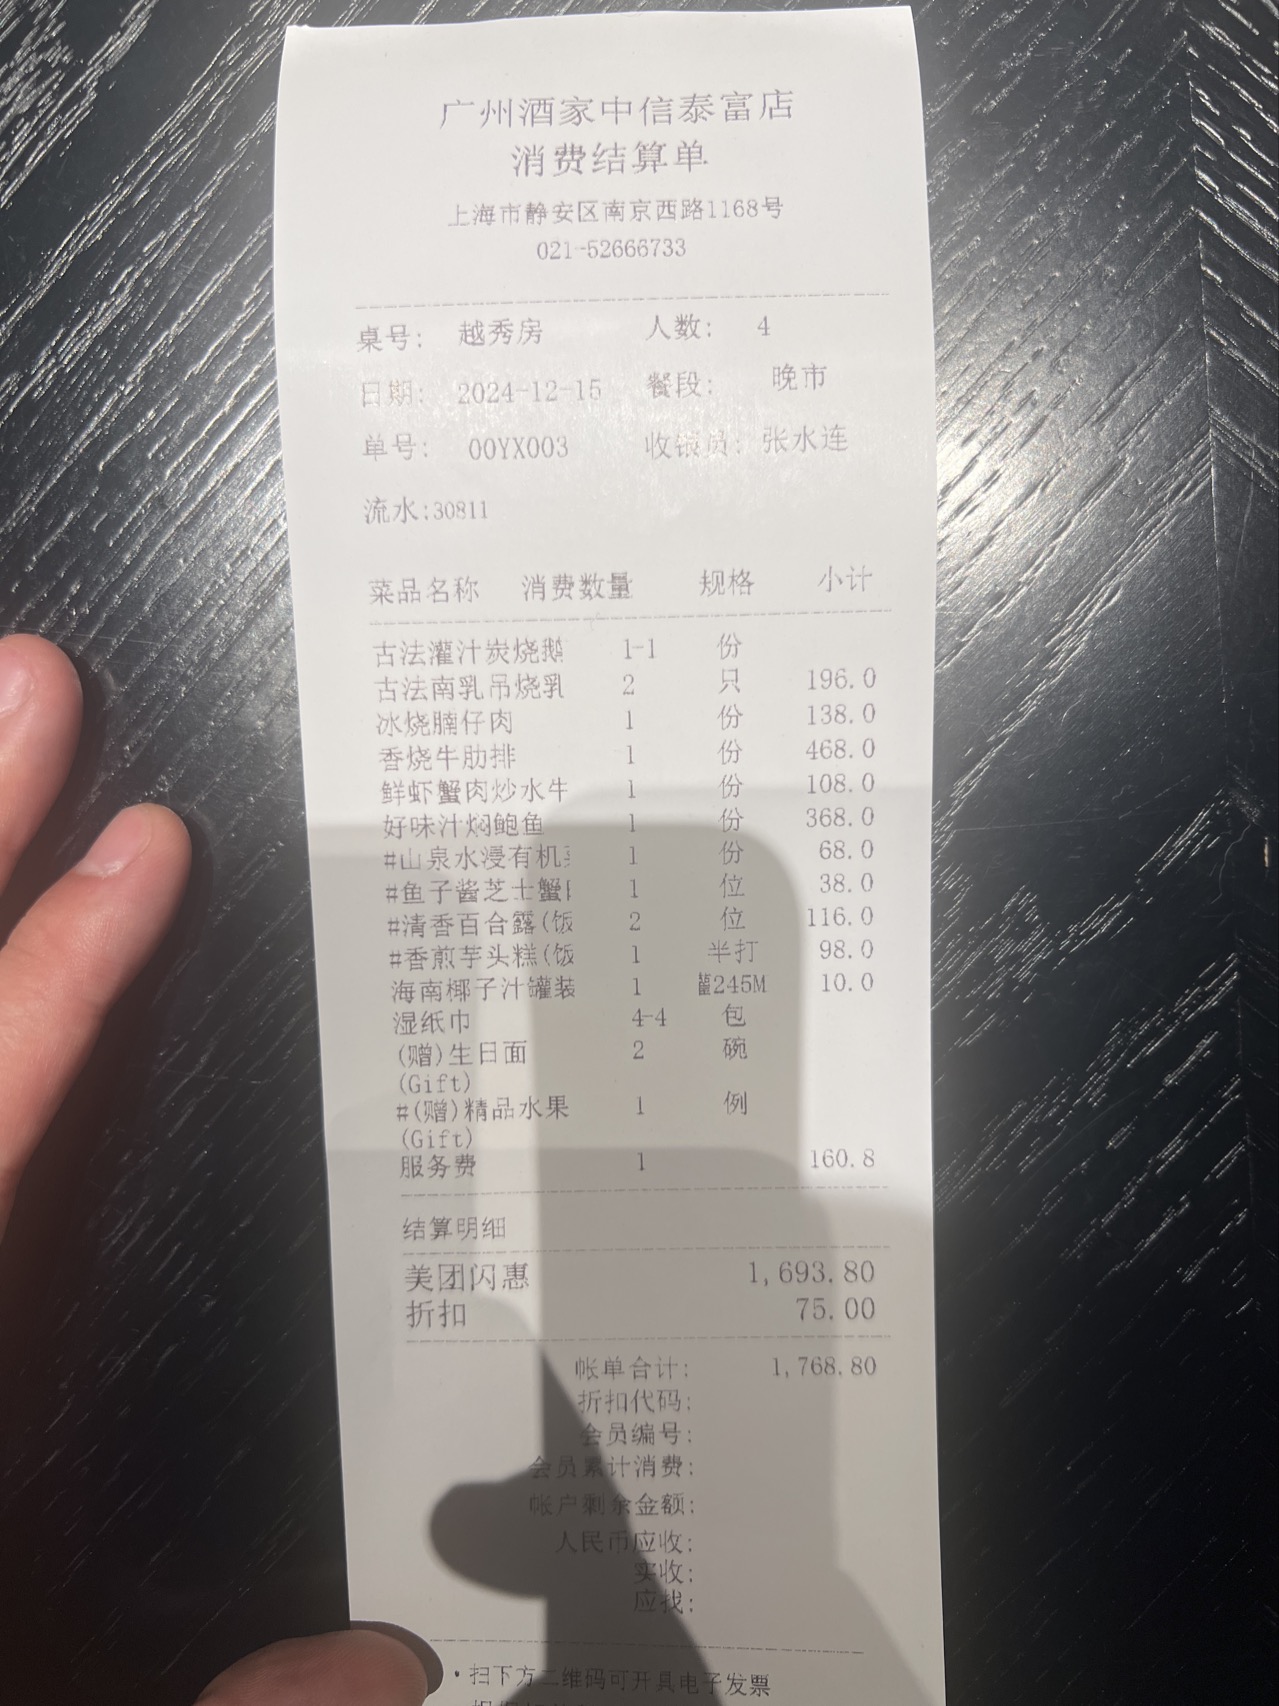 广州酒家中信泰富店
消费结算单
上海市静安区南京西路1168号
021-52666733
桌号: 越秀房 人数: 4
日期: 2024-12-15 餐段: 晚市
单号: 00YX003 收银员: 张水连
流水:30811
菜品名称 消费数量 规格 小计
古法灌汁炭烧鹅 1-1 份
古法南乳吊烧乳 2 只 196.0
冰烧腩仔肉 1 份 138.0
香烧牛肋排 1 份 468.0
鲜虾蟹肉炒水牛 1 份 108.0
好味汁焖鲍鱼 1 份 368.0
#山泉水浸有机 1 份 68.0
#鱼子酱芝士蟹 1 位 38.0
#清香百合露(饭 2 位 116.0
#香煎芋头糕(饭 1 半打 98.0
海南椰子汁罐装 1 245M 10.0
湿纸巾 4-4 包
(赠)生日面 2 碗
(Gift)
#(赠)精品水果 1 例
(Gift)
服务费 1 160.8
结算明细
美团闪惠 1,693.80
折扣 75.00
帐单合计: 1,768.80
折扣代码:
会员编号:
会员累计消费:
帐户剩余金额:
人民币应收:
实收:
应找:
·扫下方二维码可开具电子发票